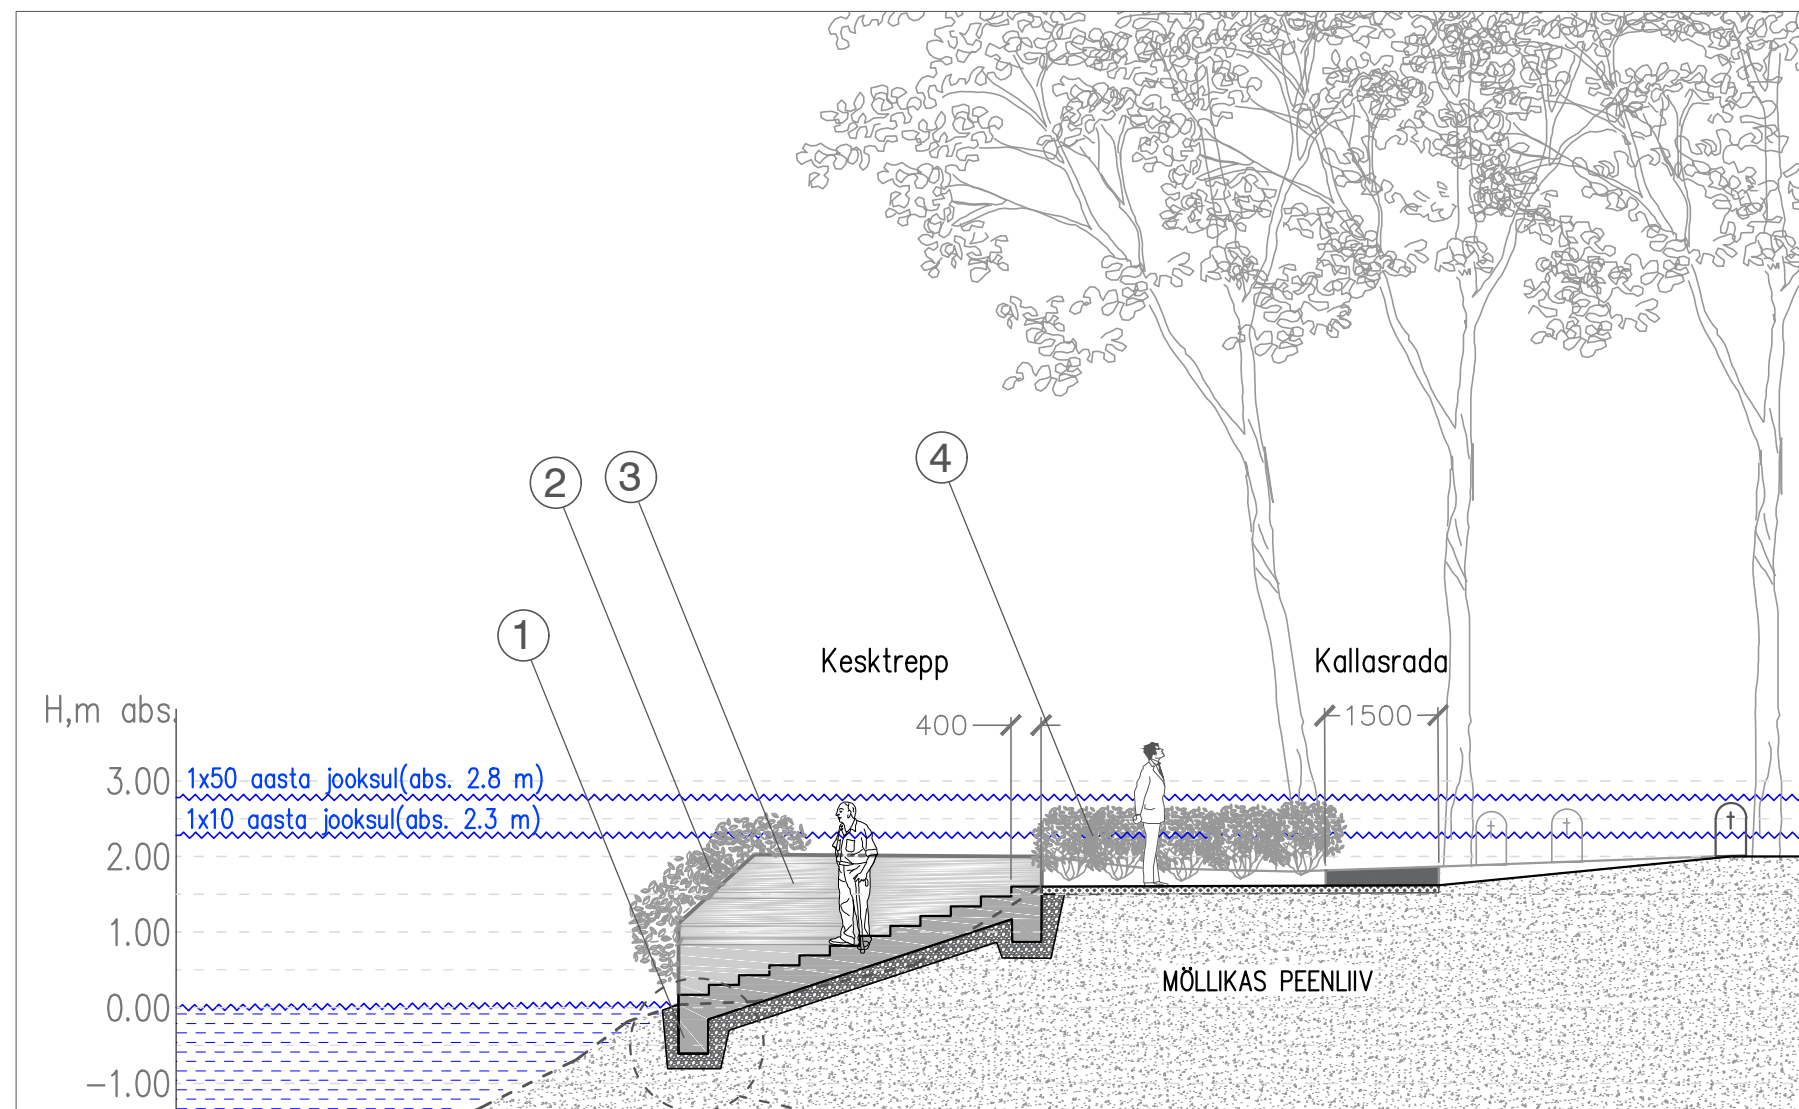 4
3
2
1
Kesktrepp
Kallasrada
H,m abs.
400
1500
3.00
1x50 aasta jooksul(abs. 2.8 m)
1x10 aasta jooksul(abs. 2.3 m)
2.00
1.00
MÖLLIKAS PEENLIIV
0.00
−1.00